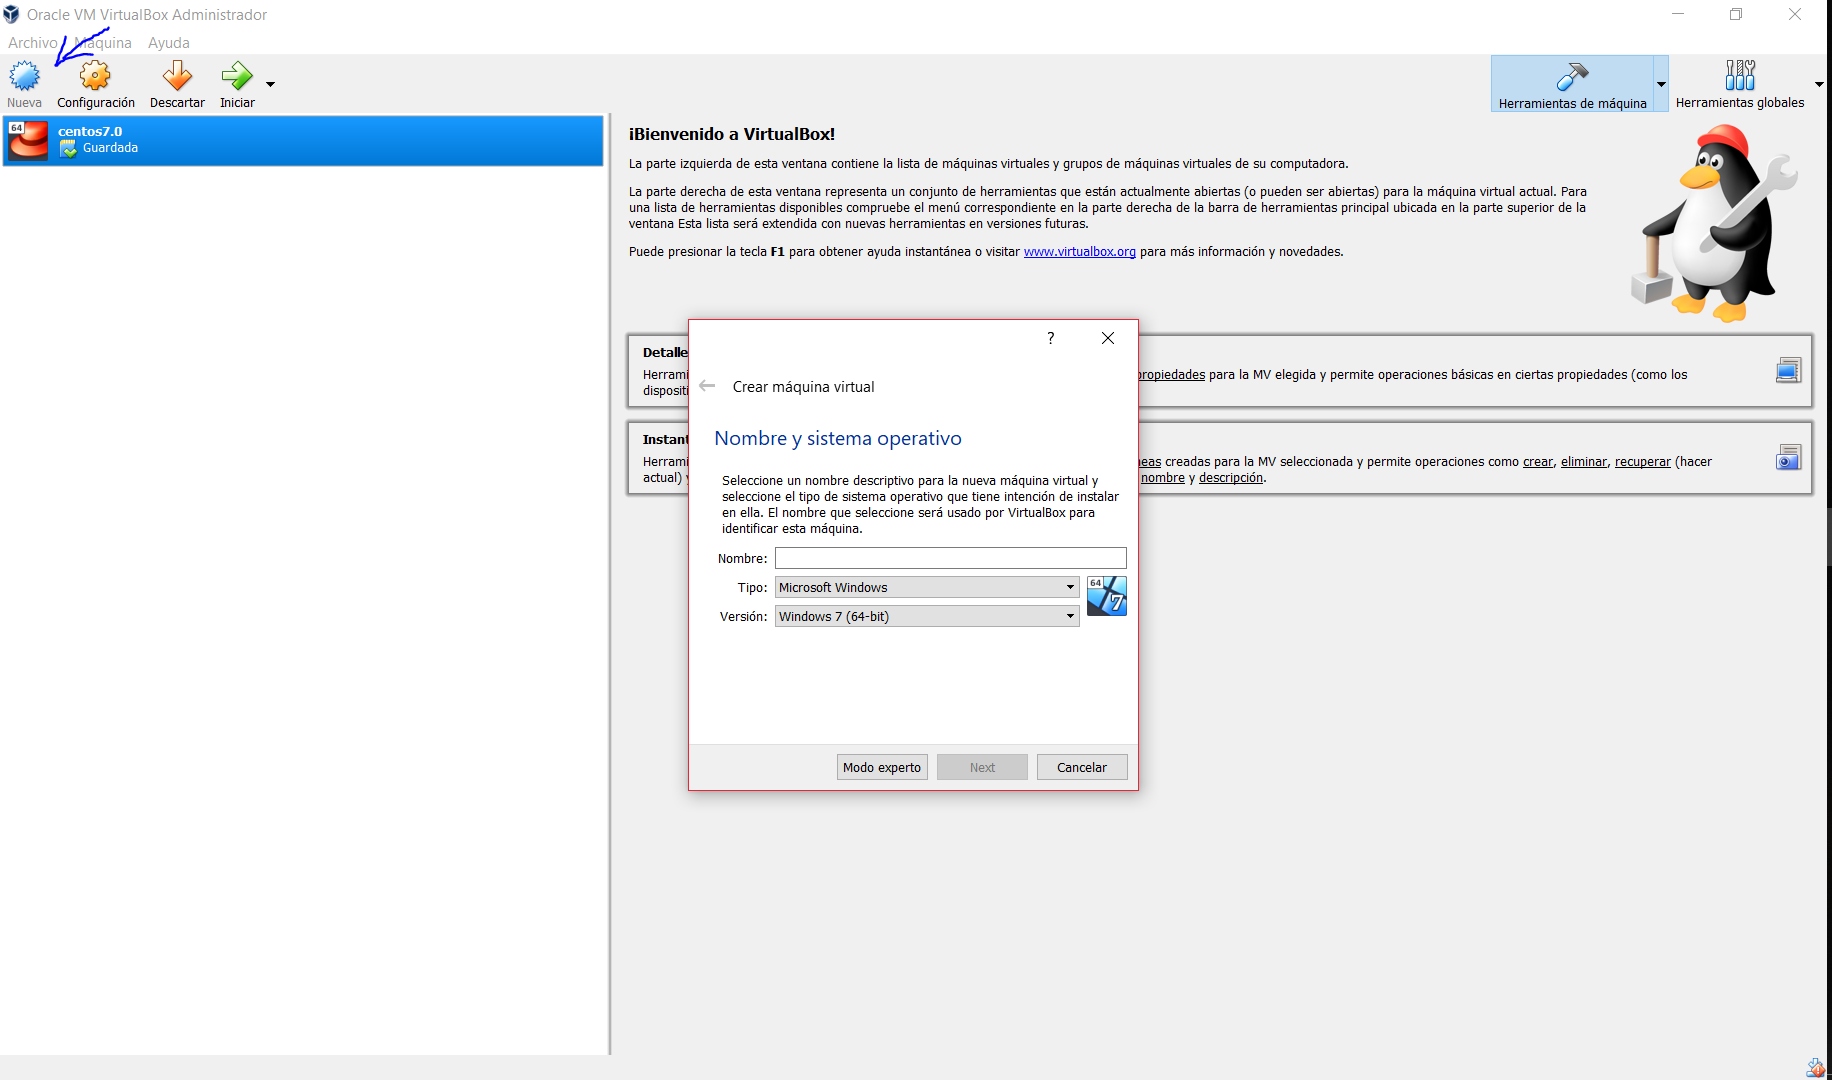 Oracle VM VirtualBox Administrador
Archivo Máquina Ayuda
Nueva Configuración Descartar Iniciar
Herramientas de máquina Herramientas globales
64 centos7.0
Guardada
¡Bienvenido a VirtualBox!
La parte izquierda de esta ventana contiene la lista de máquinas virtuales y grupos de máquinas virtuales de su computadora.
La parte derecha de esta ventana representa un conjunto de herramientas que están actualmente abiertas (o pueden ser abiertas) para la máquina virtual actual. Para
una lista de herramientas disponibles compruebe el menú correspondiente en la parte derecha de la barra de herramientas principal ubicada en la parte superior de la
ventana Esta lista será extendida con nuevas herramientas en versiones futuras.
Puede presionar la tecla F1 para obtener ayuda instantánea o visitar www.virtualbox.org para más información y novedades.
Detalle
Herrami propiedades para la MV elegida y permite operaciones básicas en ciertas propiedades (como los
dispositi
Instant
Herrami neas creadas para la MV seleccionada y permite operaciones como crear, eliminar, recuperar (hacer
actual) y nombre y descripción.
?
Crear máquina virtual
Nombre y sistema operativo
Seleccione un nombre descriptivo para la nueva máquina virtual y
seleccione el tipo de sistema operativo que tiene intención de instalar
en ella. El nombre que seleccione será usado por VirtualBox para
identificar esta máquina.
Nombre:
Tipo: Microsoft Windows
Versión: Windows 7 (64-bit)
64
7
Modo experto Next Cancelar